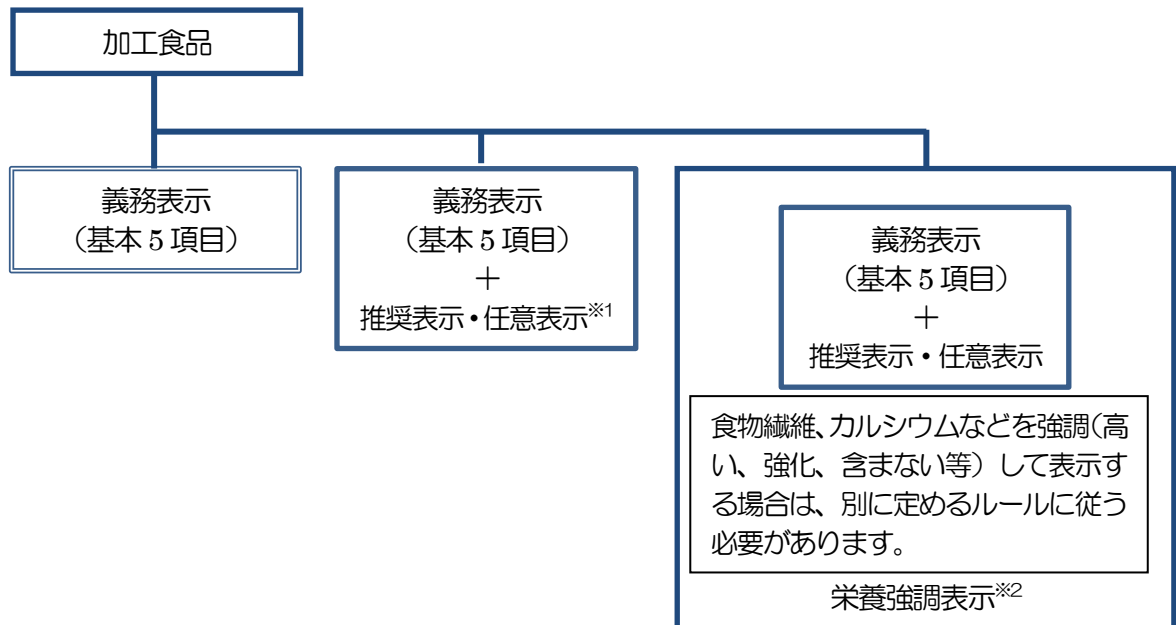 加工食品
義務表示
（基本 5 項目）
義務表示
（基本 5 項目）
＋
推奨表示・任意表示※1
義務表示
（基本 5 項目）
＋
推奨表示・任意表示
食物繊維、カルシウムなどを強調（高
い、強化、含まない等）して表示す
る場合は、別に定めるルールに従う
必要があります。
栄養強調表示※2